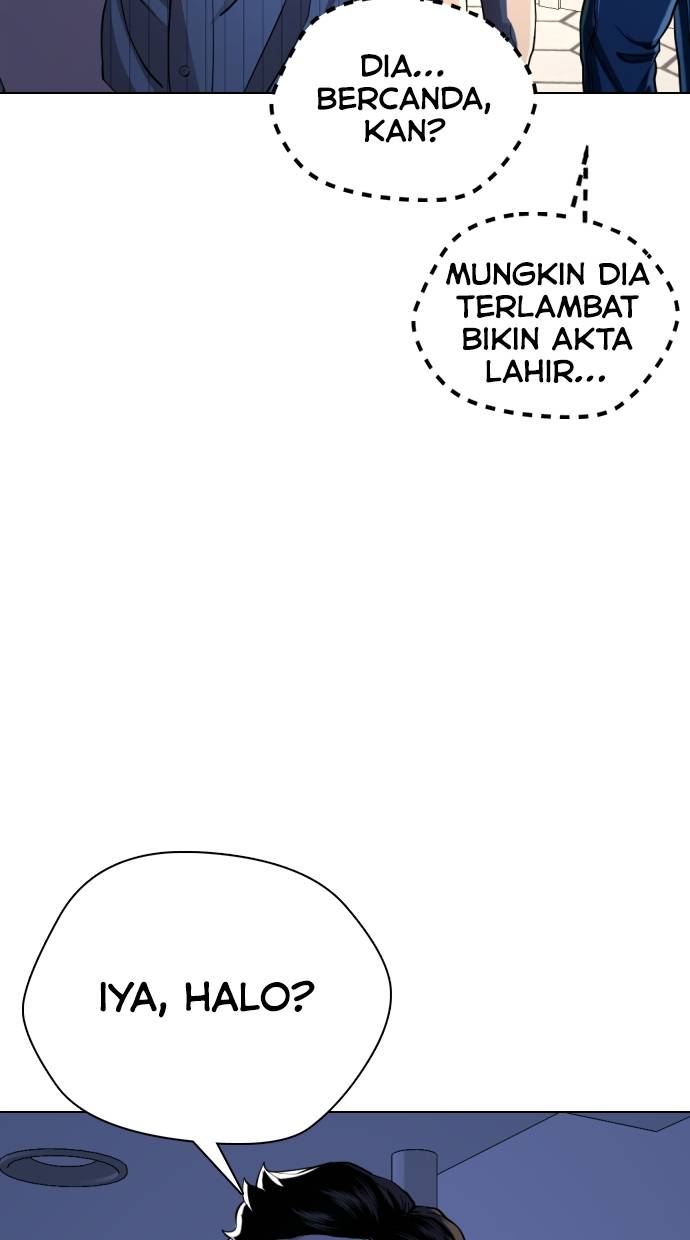 DIA...
BERCANDA,
KAN?
MUNGKIN DIA
TERLAMBAT
BIKIN AKTA
LAHIR...
IYA, HALO?